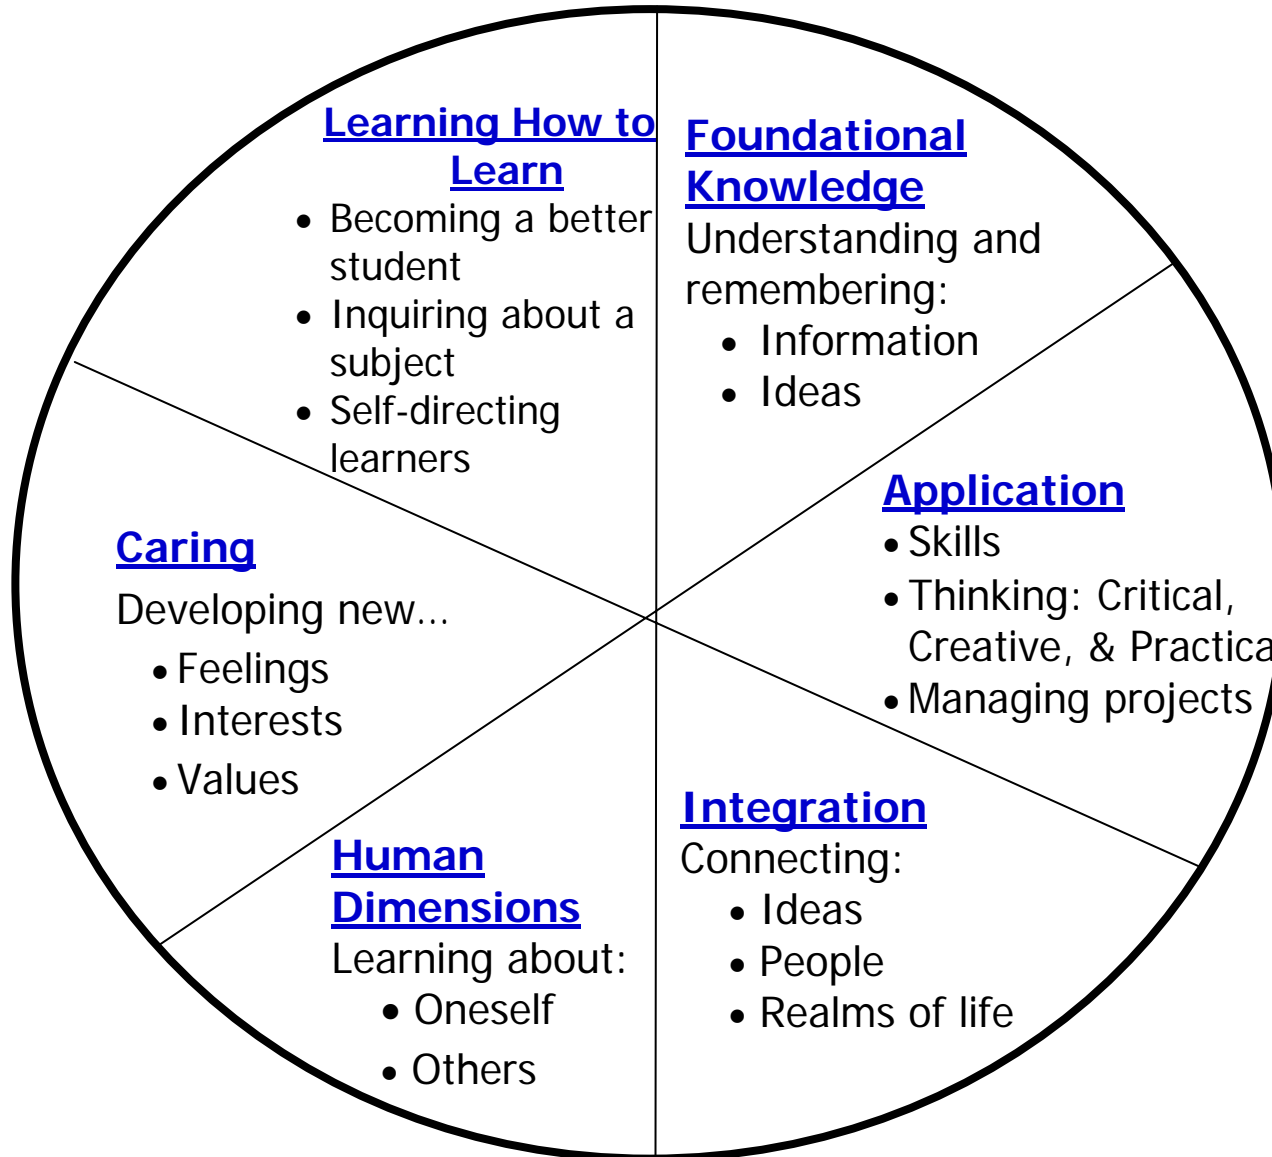 Learning How to
Learn
• Becoming a better
student
• Inquiring about a
subject
• Self-directing
learners
Foundational
Knowledge
Understanding and
remembering:
• Information
• Ideas
Application
• Skills
• Thinking: Critical,
Creative, & Practica
• Managing projects
Integration
Connecting:
• Ideas
• People
• Realms of life
Human
Dimensions
Learning about:
• Oneself
• Others
Caring
Developing new...
• Feelings
• Interests
• Values